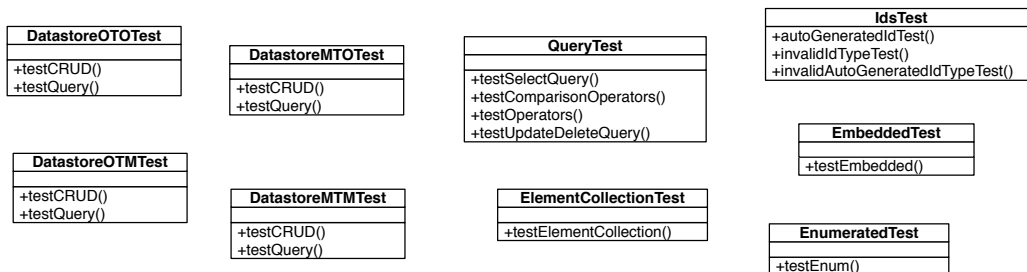 DatastoreOTOTest
+testCRUD()
+testQuery()
DatastoreMTOTest
+testCRUD()
+testQuery()
QueryTest
+testSelectQuery()
+testComparisonOperators()
+testOperators()
+testUpdateDeleteQuery()
IdsTest
+autoGeneratedIdTest()
+invalidIdTypeTest()
+invalidAutoGeneratedIdTypeTest()
DatastoreOTMTest
+testCRUD()
+testQuery()
DatastoreMTMTest
+testCRUD()
+testQuery()
ElementCollectionTest
+testElementCollection()
EmbeddedTest
+testEmbedded()
EnumeratedTest
+testEnum()